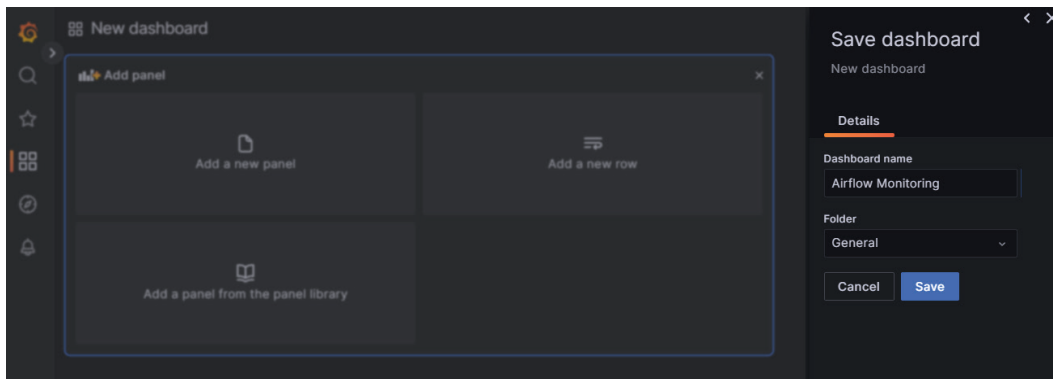 New dashboard
Add panel
Add a new panel
Add a new row
Add a panel from the panel library
Save dashboard
New dashboard
Details
Dashboard name
Airflow Monitoring
Folder
General
Cancel
Save